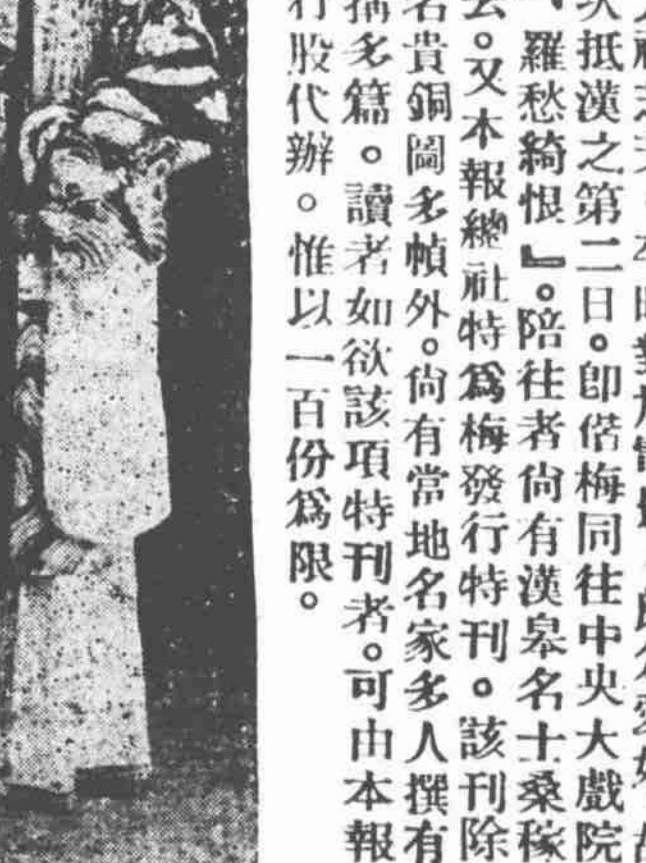 次抵漢之第二日。卽偕梅同往中央大戲院
羅愁綺恨』。陪往者尙有漢皋名士桑稼
去。又本報總社特爲梅發行特刊。該刊除
名貴銅圖多幀外。尙有當地名家多人撰有
擳多篇。讀者如欲該項特刊者。可由本報
行股代辦。惟以一百份爲限。